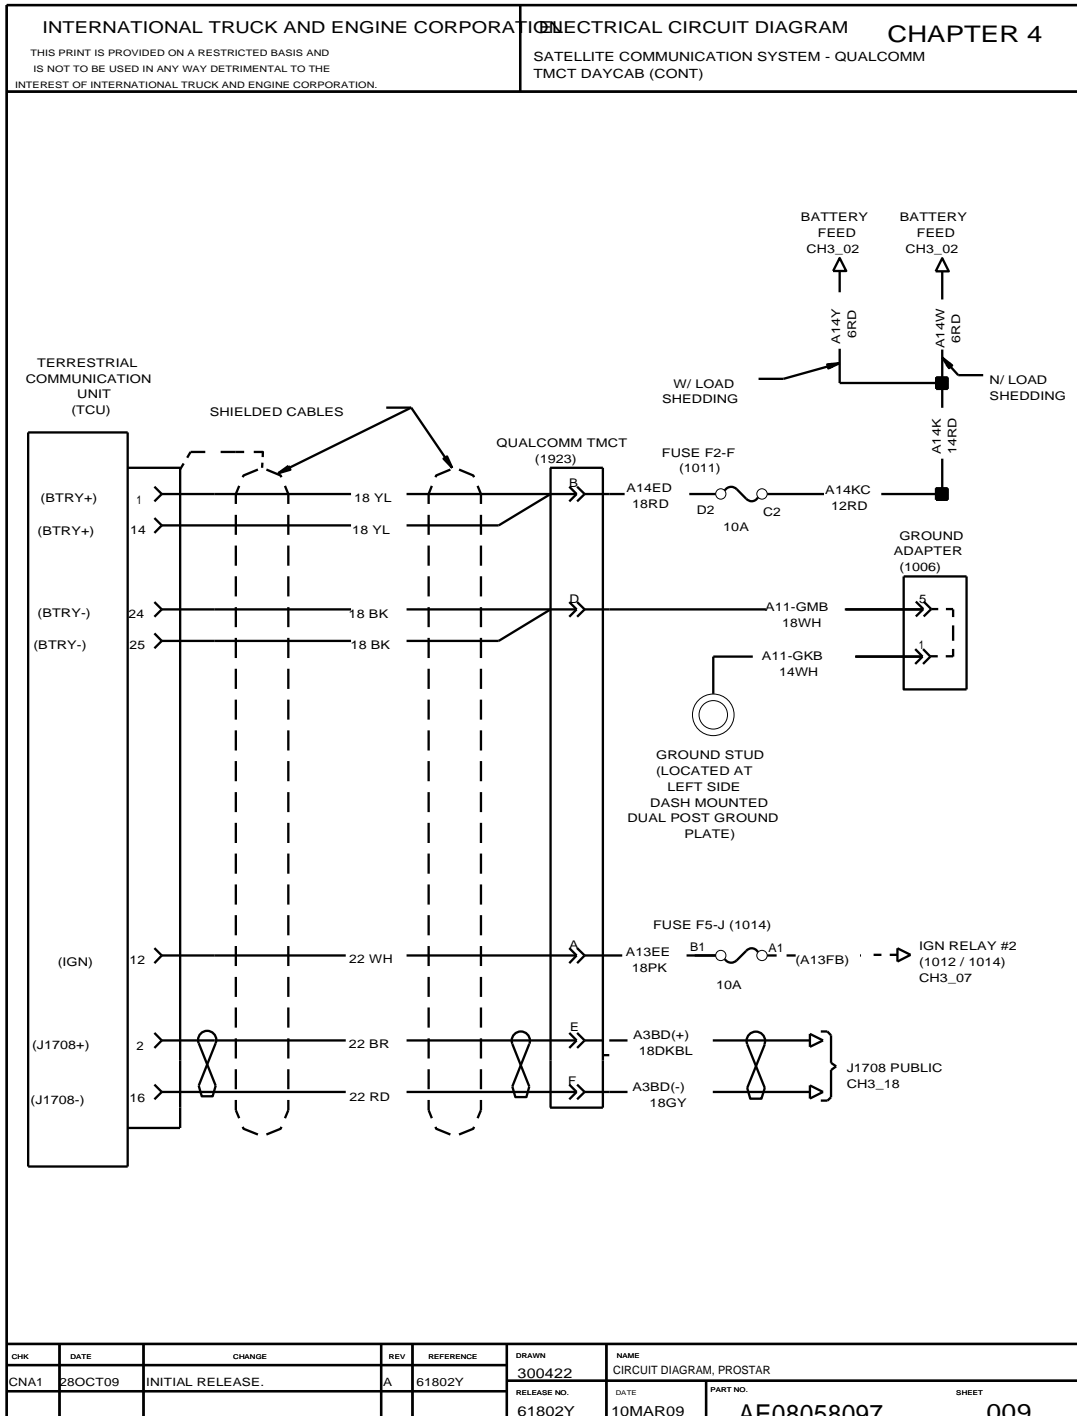 INTERNATIONAL TRUCK AND ENGINE CORPORATION
THIS PRINT IS PROVIDED ON A RESTRICTED BASIS AND
IS NOT TO BE USED IN ANY WAY DETRIMENTAL TO THE
INTEREST OF INTERNATIONAL TRUCK AND ENGINE CORPORATION.
ELECTRICAL CIRCUIT DIAGRAM
CHAPTER 4
SATELLITE COMMUNICATION SYSTEM - QUALCOMM
TMCT DAYCAB (CONT)
BATTERY
FEED
CH3_02
BATTERY
FEED
CH3_02
A14Y
6RD
A14W
6RD
W/ LOAD
SHEDDING
N/ LOAD
SHEDDING
A14K
14RD
TERRESTRIAL
COMMUNICATION
UNIT
(TCU)
SHIELDED CABLES
QUALCOMM TMCT
(1923)
FUSE F2-F
(1011)
(BTRY+)
1
18 YL
B
A14ED
18RD
D2
C2
10A
A14KC
12RD
(BTRY+)
14
18 YL
GROUND
ADAPTER
(1006)
(BTRY-)
24
18 BK
D
A11-GMB
18WH
5
(BTRY-)
25
18 BK
A11-GKB
14WH
1
GROUND STUD
(LOCATED AT
LEFT SIDE
DASH MOUNTED
DUAL POST GROUND
PLATE)
FUSE F5-J (1014)
(IGN)
12
22 WH
A
A13EE
18PK
B1
A1
10A
(A13FB)
IGN RELAY #2
(1012 / 1014)
CH3_07
(J1708+)
2
22 BR
E
A3BD(+)
18DKBL
J1708 PUBLIC
CH3_18
(J1708-)
16
22 RD
F
A3BD(-)
18GY
CHK
DATE
CHANGE
REV
REFERENCE
CNA1
28OCT09
INITIAL RELEASE.
A
61802Y
DRAWN
300422
NAME
CIRCUIT DIAGRAM, PROSTAR
RELEASE NO.
61802Y
DATE
10MAR09
PART NO.
AE08058097
SHEET
009